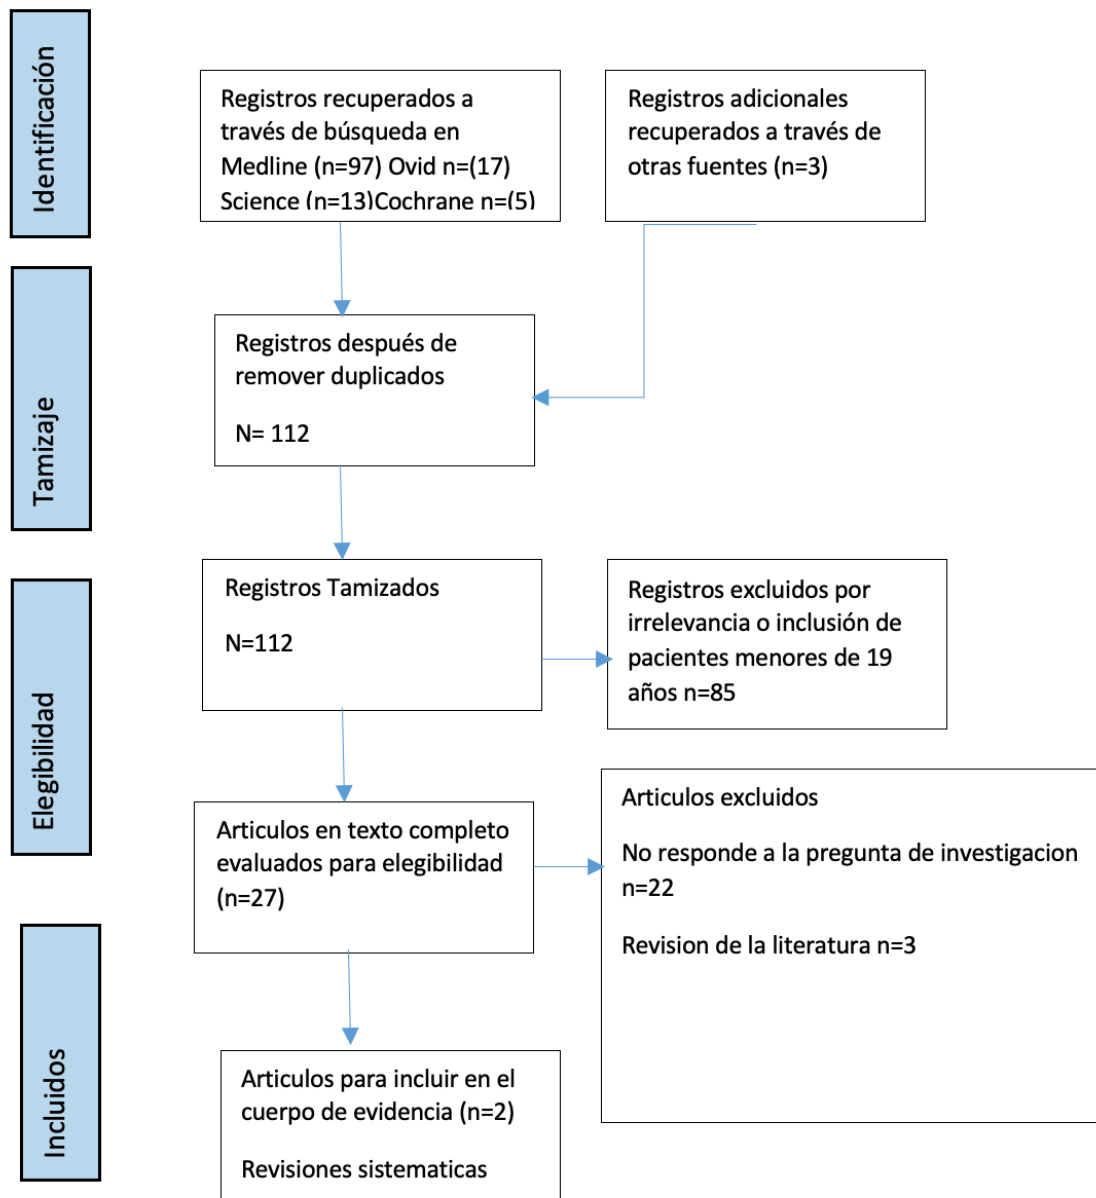 Identificación
Registros recuperados a
través de búsqueda en
Medline (n=97) Ovid n=(17)
Science (n=13)Cochrane n=(5)
Registros adicionales
recuperados a través de
otras fuentes (n=3)
Tamizaje
Registros después de
remover duplicados
N= 112
Elegibilidad
Registros Tamizados
N=112
Registros excluidos por
irrelevancia o inclusión de
pacientes menores de 19
años n=85
Articulos en texto completo
evaluados para elegibilidad
(n=27)
Articulos excluidos
No responde a la pregunta de investigacion
n=22
Revision de la literatura n=3
Incluidos
Articulos para incluir en el
cuerpo de evidencia (n=2)
Revisiones sistematicas